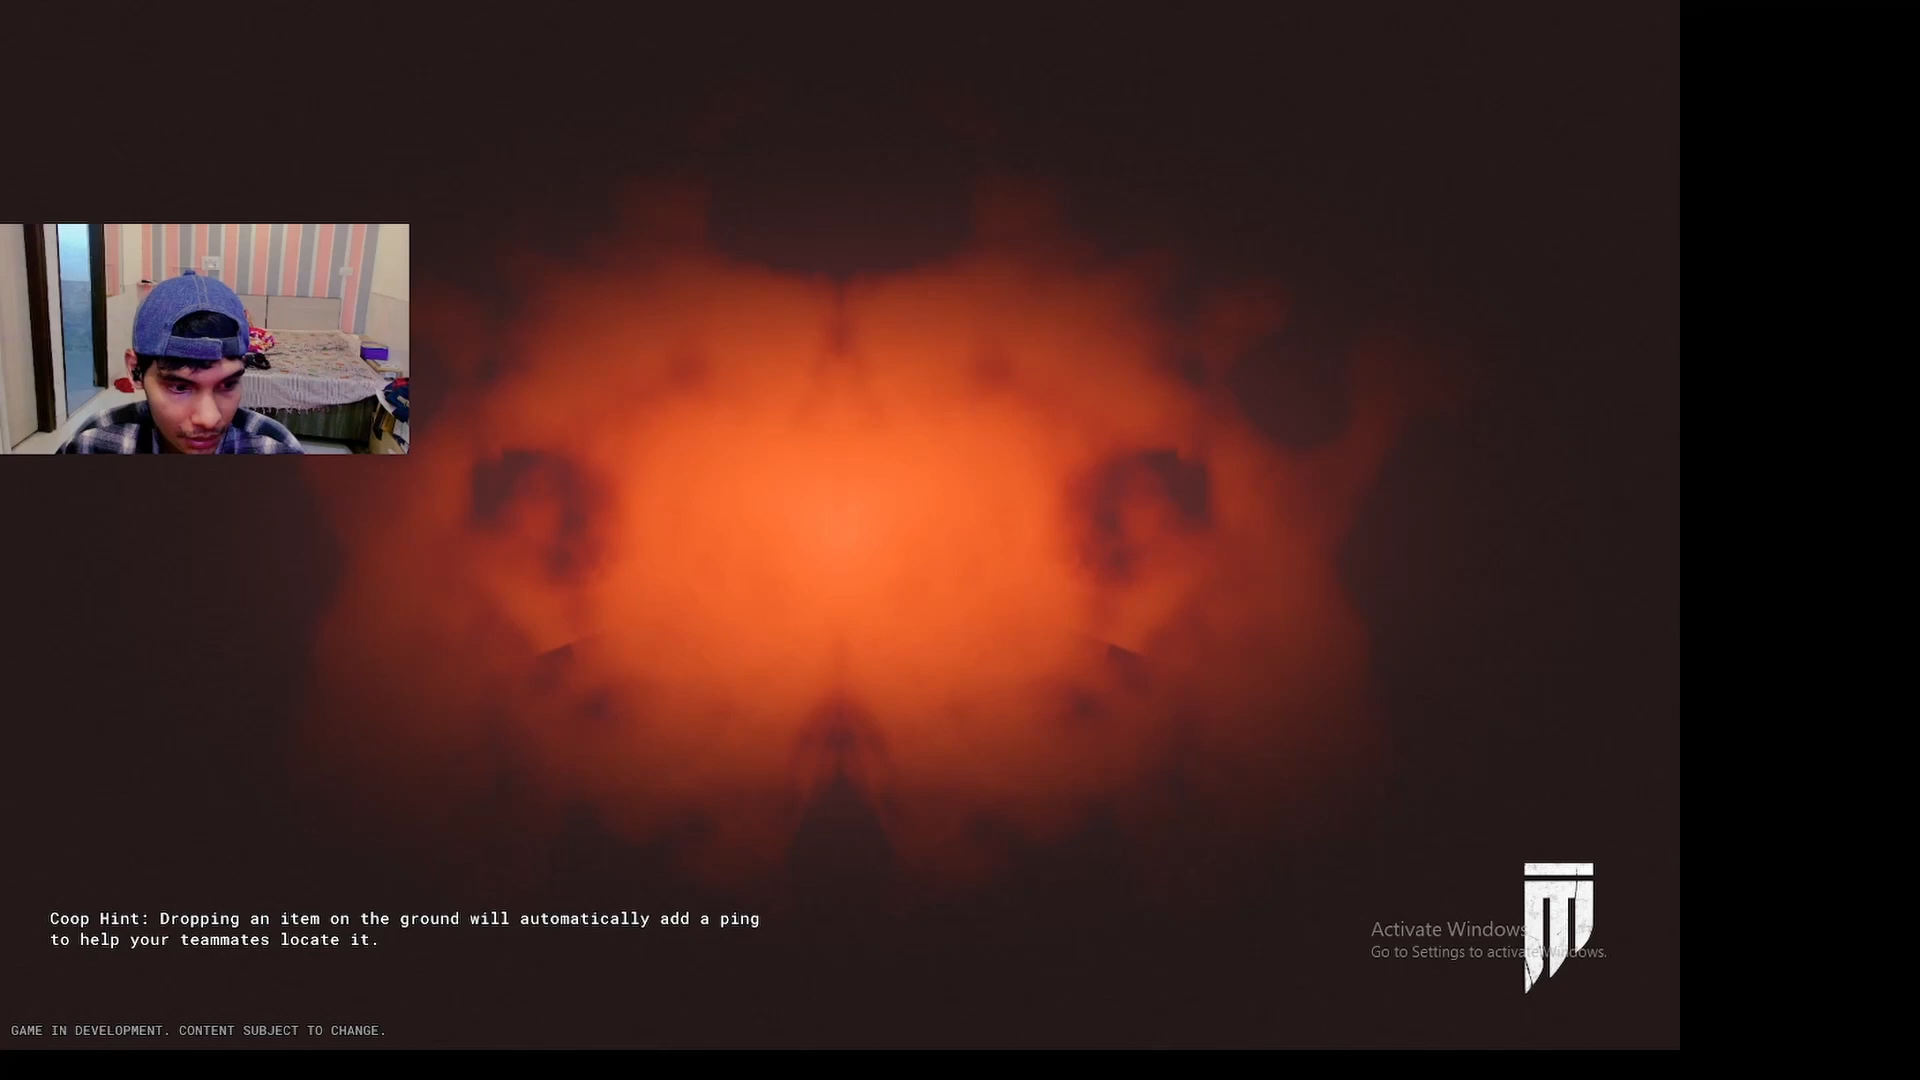 Coop Hint: Dropping an item on the ground will automatically add a ping
to help your teammates locate it.
Activate Windows
Go to Settings to activate Windows.
GAME IN DEVELOPMENT. CONTENT SUBJECT TO CHANGE.